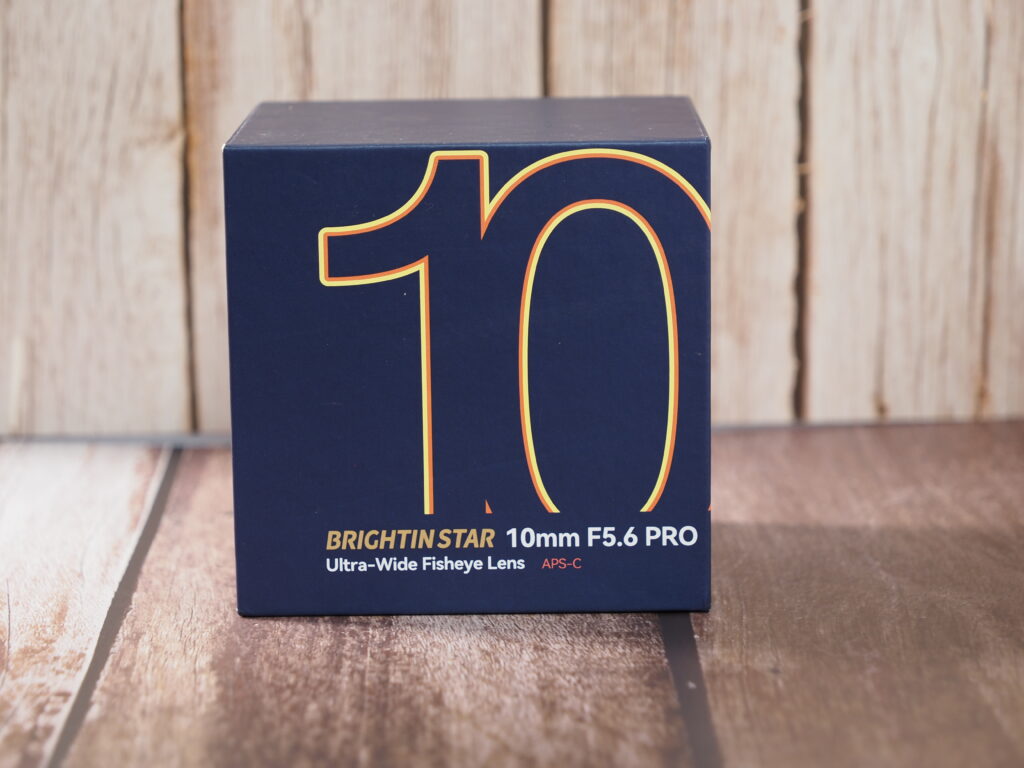 10
BRIGHTIN STAR 10mm F5.6 PRO
Ultra-Wide Fisheye Lens APS-C